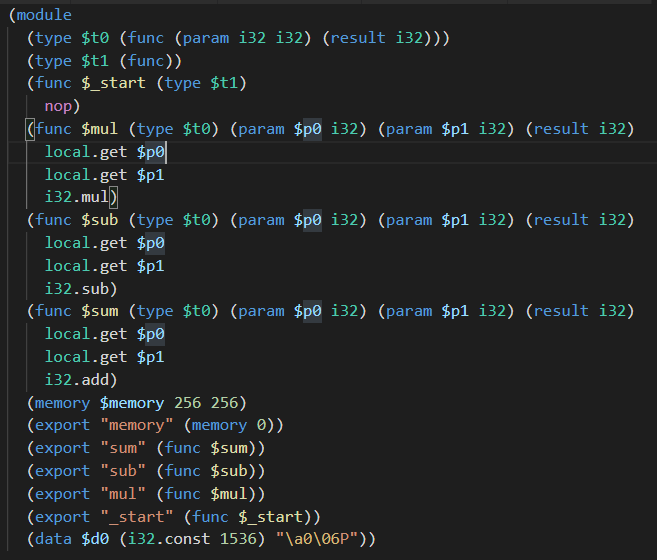 (module
  (type $t0 (func (param i32 i32) (result i32)))
  (type $t1 (func))
  (func $_start (type $t1)
    nop)
  (func $mul (type $t0) (param $p0 i32) (param $p1 i32) (result i32)
    local.get $p0
    local.get $p1
    i32.mul)
  (func $sub (type $t0) (param $p0 i32) (param $p1 i32) (result i32)
    local.get $p0
    local.get $p1
    i32.sub)
  (func $sum (type $t0) (param $p0 i32) (param $p1 i32) (result i32)
    local.get $p0
    local.get $p1
    i32.add)
  (memory $memory 256 256)
  (export "memory" (memory 0))
  (export "sum" (func $sum))
  (export "sub" (func $sub))
  (export "mul" (func $mul))
  (export "_start" (func $_start))
  (data $d0 (i32.const 1536) "\a0\06P"))